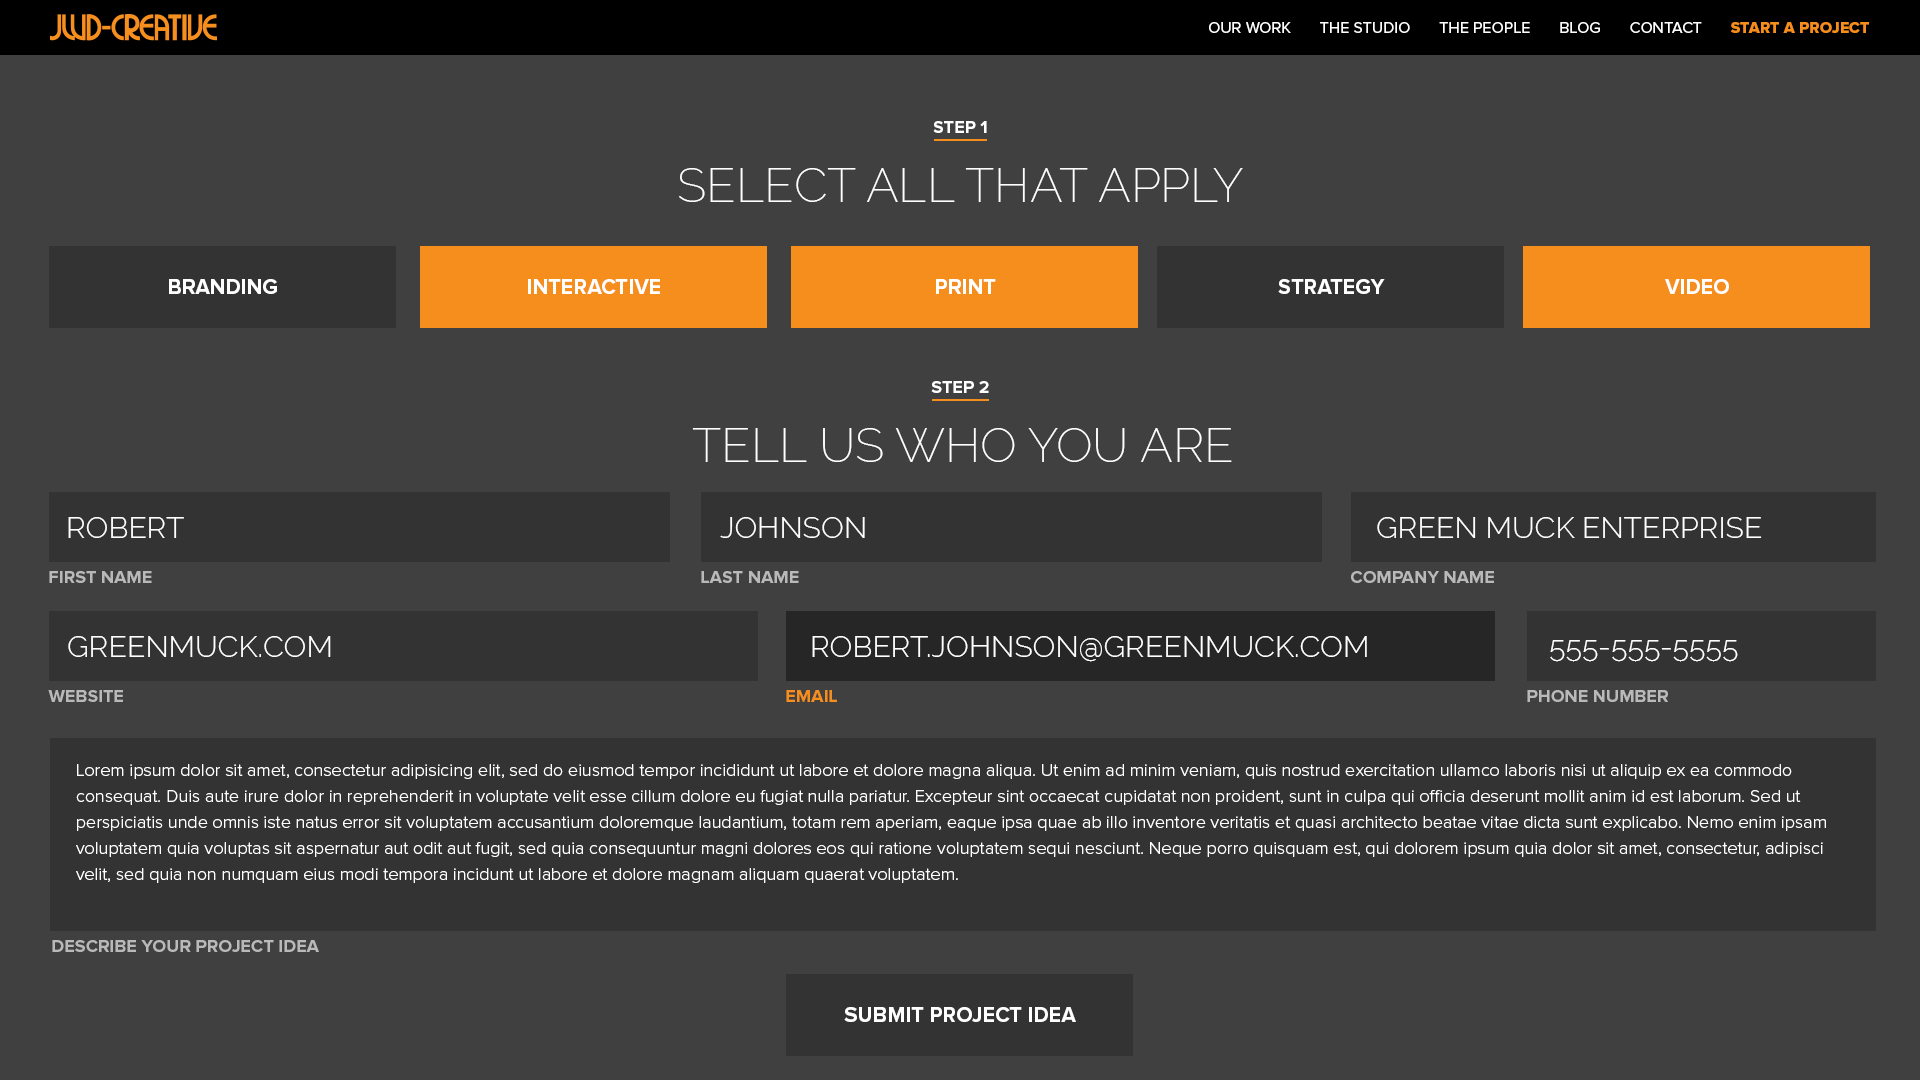 JWD-CREATIVE
OUR WORK THE STUDIO THE PEOPLE BLOG CONTACT START A PROJECT
STEP 1
SELECT ALL THAT APPLY
BRANDING INTERACTIVE PRINT STRATEGY VIDEO
STEP 2
TELL US WHO YOU ARE
ROBERT JOHNSON GREEN MUCK ENTERPRISE
FIRST NAME LAST NAME COMPANY NAME
GREENMUCK.COM ROBERT.JOHNSON@GREENMUCK.COM 555-555-5555
WEBSITE EMAIL PHONE NUMBER
Lorem ipsum dolor sit amet, consectetur adipisicing elit, sed do eiusmod tempor incididunt ut labore et dolore magna aliqua. Ut enim ad minim veniam, quis nostrud exercitation ullamco laboris nisi ut aliquip ex ea commodo
consequat. Duis aute irure dolor in reprehenderit in voluptate velit esse cillum dolore eu fugiat nulla pariatur. Excepteur sint occaecat cupidatat non proident, sunt in culpa qui officia deserunt mollit anim id est laborum. Sed ut
perspiciatis unde omnis iste natus error sit voluptatem accusantium doloremque laudantium, totam rem aperiam, eaque ipsa quae ab illo inventore veritatis et quasi architecto beatae vitae dicta sunt explicabo. Nemo enim ipsam
voluptatem quia voluptas sit aspernatur aut odit aut fugit, sed quia consequuntur magni dolores eos qui ratione voluptatem sequi nesciunt. Neque porro quisquam est, qui dolorem ipsum quia dolor sit amet, consectetur, adipisci
velit, sed quia non numquam eius modi tempora incidunt ut labore et dolore magnam aliquam quaerat voluptatem.
DESCRIBE YOUR PROJECT IDEA
SUBMIT PROJECT IDEA